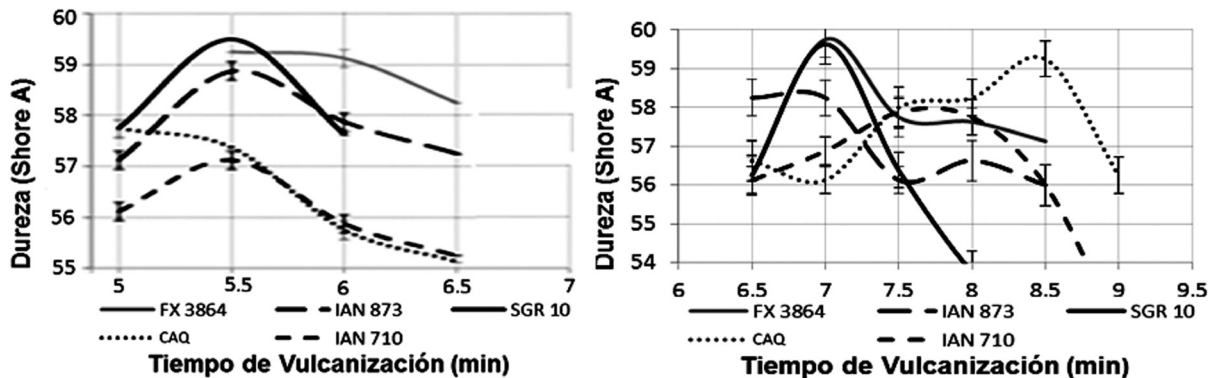 60
59
58
57
56
55
Dureza (Shore A)
5 5.5 6 6.5 7
FX 3864 IAN 873 SGR 10
CAQ IAN 710
Tiempo de Vulcanización (min)
60
59
58
57
56
55
54
Dureza (Shore A)
6 6.5 7 7.5 8 8.5 9 9.5
FX 3864 IAN 873 SGR 10
CAQ IAN 710
Tiempo de Vulcanización (min)